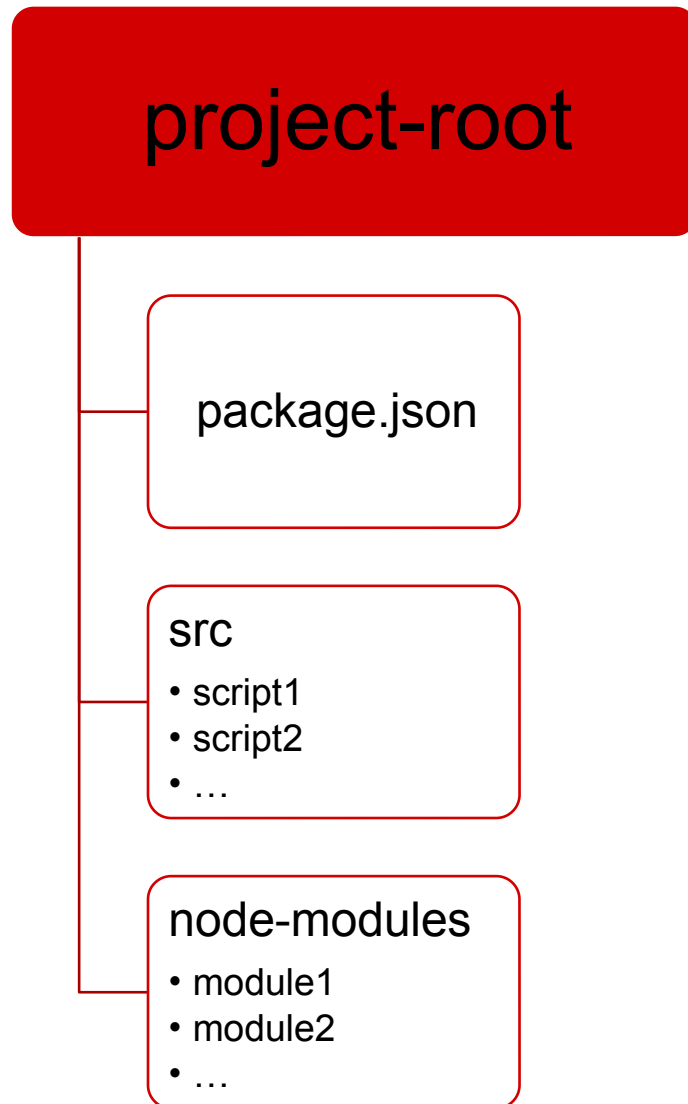 project-root
package.json
src
• script1
• script2
• …
node-modules
• module1
• module2
• …